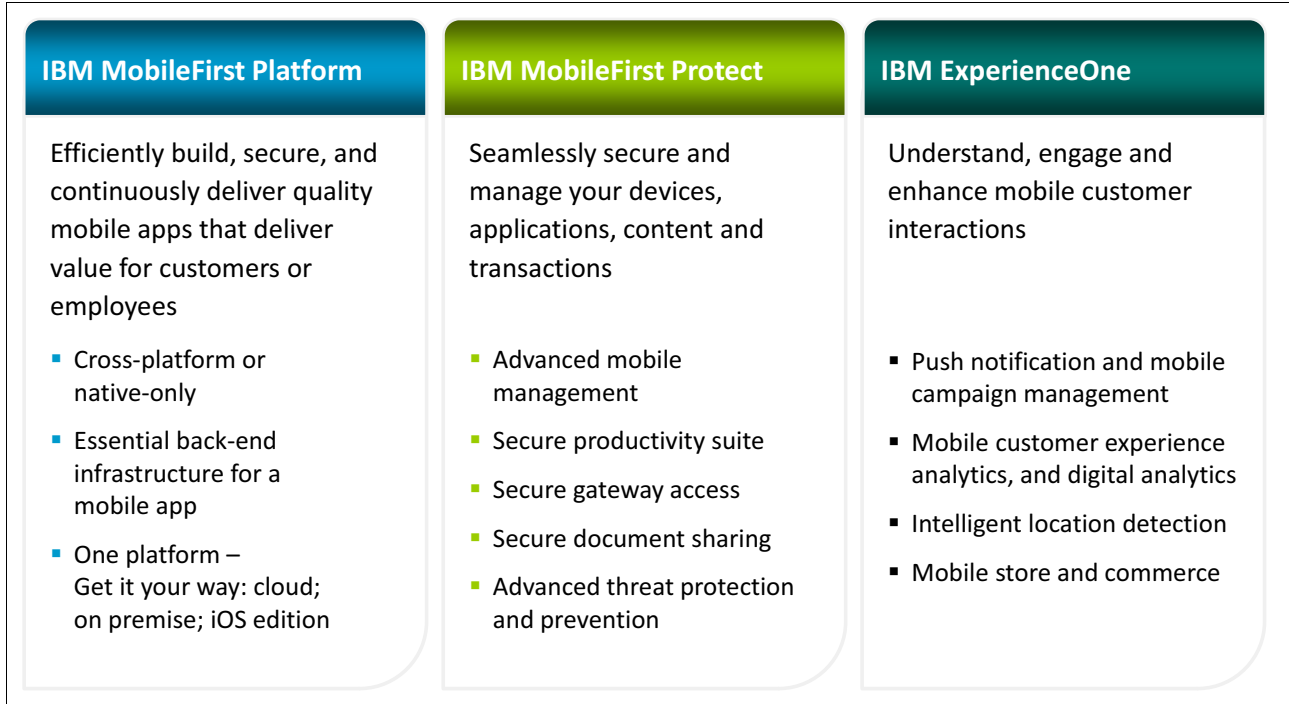 IBM MobileFirst Platform
Efficiently build, secure, and
continuously deliver quality
mobile apps that deliver
value for customers or
employees
▪ Cross-platform or
native-only
▪ Essential back-end
infrastructure for a
mobile app
▪ One platform –
Get it your way: cloud;
on premise; iOS edition
IBM MobileFirst Protect
Seamlessly secure and
manage your devices,
applications, content and
transactions
▪ Advanced mobile
management
▪ Secure productivity suite
▪ Secure gateway access
▪ Secure document sharing
▪ Advanced threat protection
and prevention
IBM ExperienceOne
Understand, engage and
enhance mobile customer
interactions
▪ Push notification and mobile
campaign management
▪ Mobile customer experience
analytics, and digital analytics
▪ Intelligent location detection
▪ Mobile store and commerce